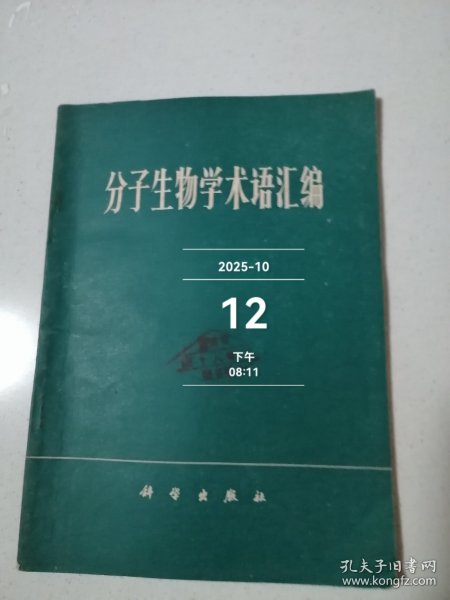 分子生物学术语汇编
2025-10
12
下午
08:11
科学出版社
孔夫子旧书网
www.kongfz.com